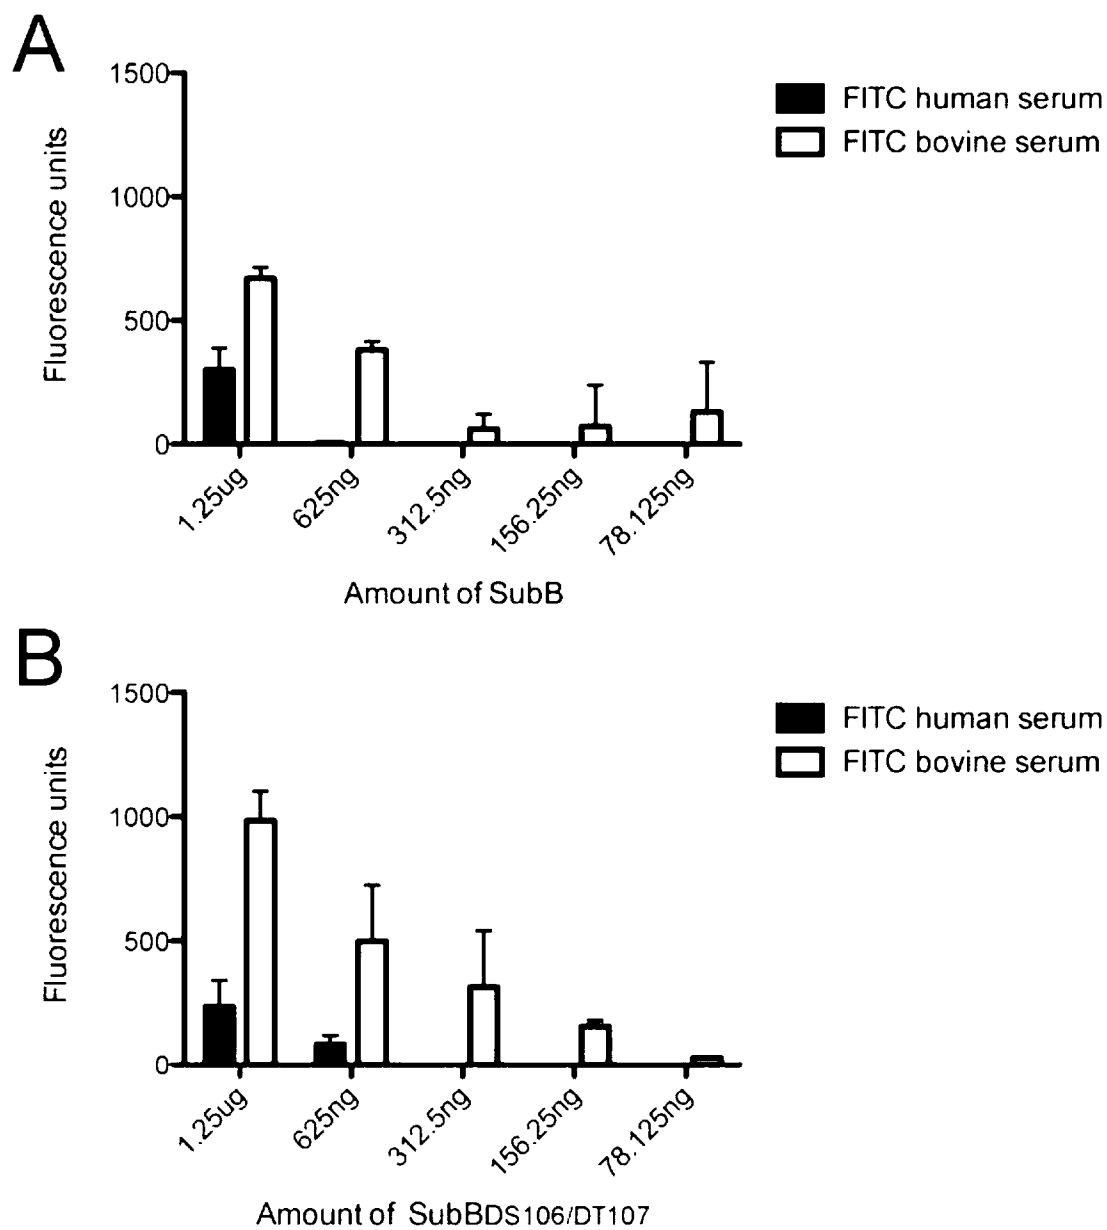 A
1500
1000
500
0
Fluorescence units
FITC human serum
FITC bovine serum
1.25ug
625ng
312.5ng
156.25ng
78.125ng
Amount of SubB
B
1500
1000
500
0
Fluorescence units
FITC human serum
FITC bovine serum
1.25ug
625ng
312.5ng
156.25ng
78.125ng
Amount of SubBDS106/DT107